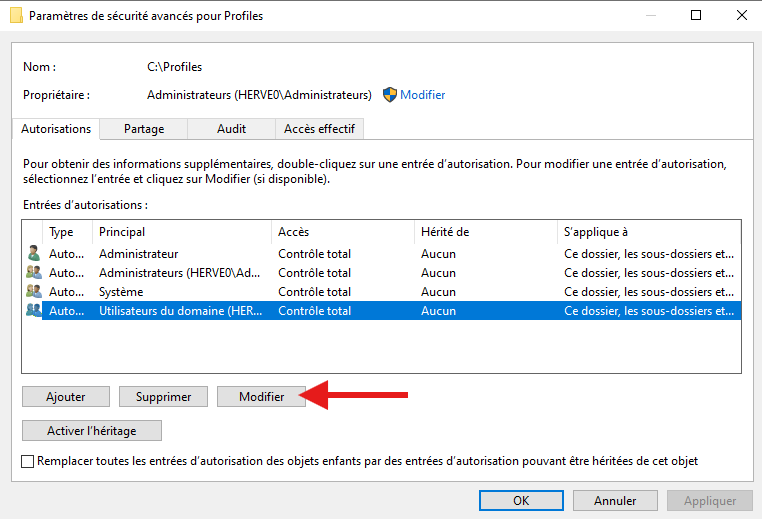 Paramètres de sécurité avancés pour Profiles
Nom : C:\Profiles
Propriétaire : Administrateurs (HERVE0\Administrateurs) Modifier
Autorisations Partage Audit Accès effectif
Pour obtenir des informations supplémentaires, double-cliquez sur une entrée d'autorisation. Pour modifier une entrée d'autorisation,
sélectionnez l'entrée et cliquez sur Modifier (si disponible).
Entrées d'autorisations :
Type Principal Accès Hérité de S'applique à
Auto... Administrateur Contrôle total Aucun Ce dossier, les sous-dossiers et...
Auto... Administrateurs (HERVE0\Ad... Contrôle total Aucun Ce dossier, les sous-dossiers et...
Auto... Système Contrôle total Aucun Ce dossier, les sous-dossiers et...
Auto... Utilisateurs du domaine (HER... Contrôle total Aucun Ce dossier, les sous-dossiers et...
Ajouter Supprimer Modifier
Activer l'héritage
Remplacer toutes les entrées d'autorisation des objets enfants par des entrées d'autorisation pouvant être héritées de cet objet
OK Annuler Appliquer